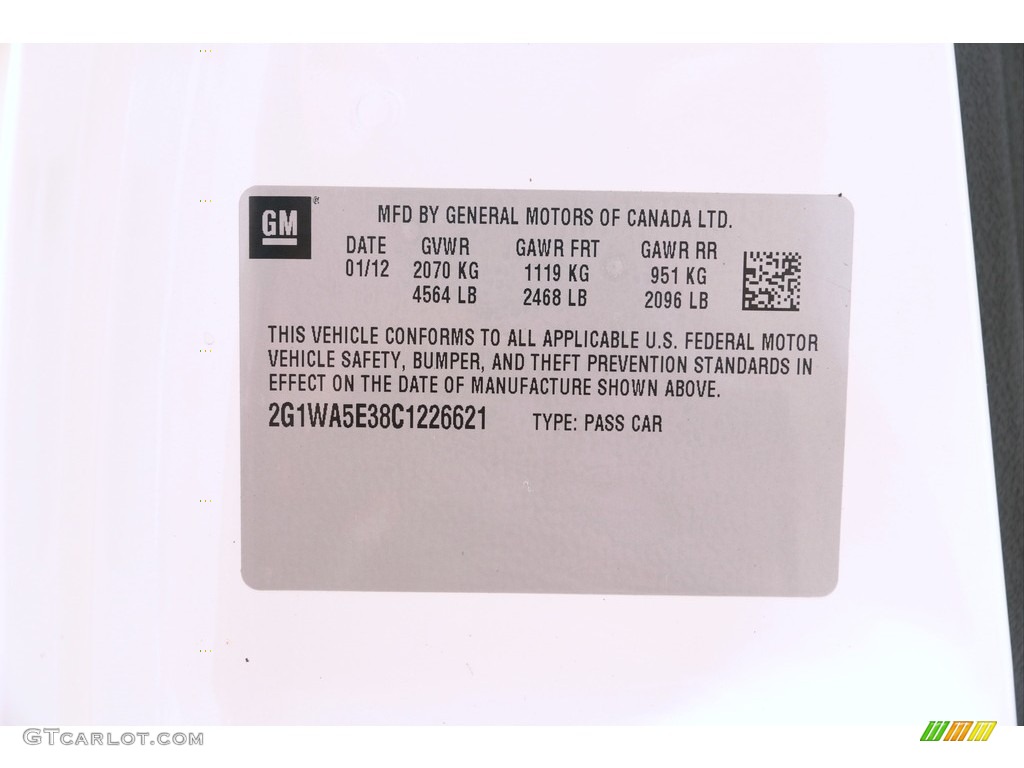 GM ®
MFD BY GENERAL MOTORS OF CANADA LTD.
DATE GVWR GAWR FRT GAWR RR
01/12 2070 KG 1119 KG 951 KG
4564 LB 2468 LB 2096 LB
THIS VEHICLE CONFORMS TO ALL APPLICABLE U.S. FEDERAL MOTOR
VEHICLE SAFETY, BUMPER, AND THEFT PREVENTION STANDARDS IN
EFFECT ON THE DATE OF MANUFACTURE SHOWN ABOVE.
2G1WA5E38C1226621 TYPE: PASS CAR
GTCARLOT.COM